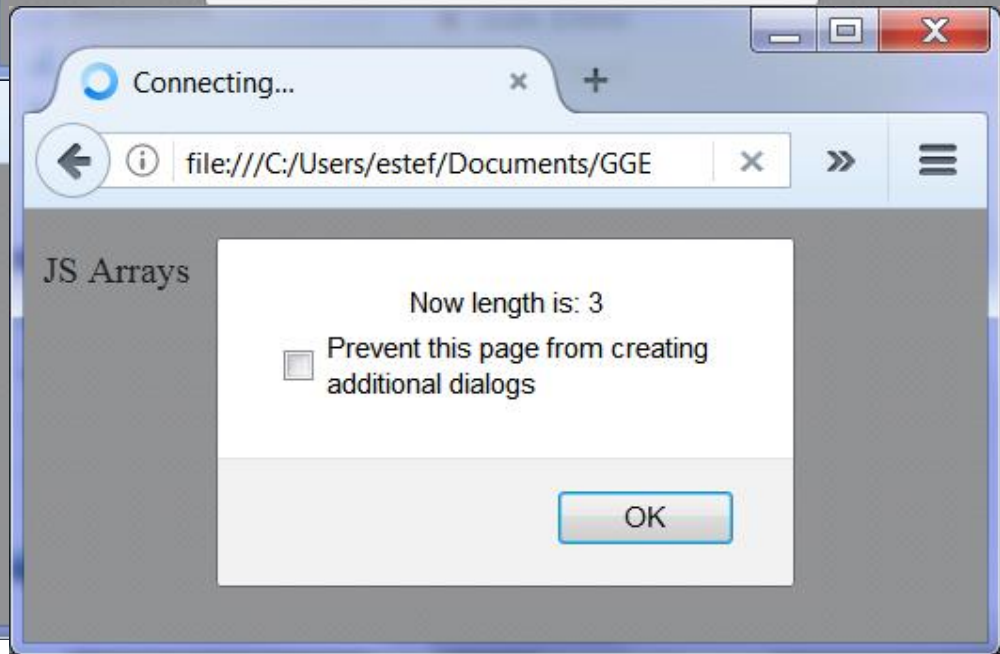 Connecting...
file:///C:/Users/estef/Documents/GGE
JS Arrays
Now length is: 3
Prevent this page from creating
additional dialogs
OK